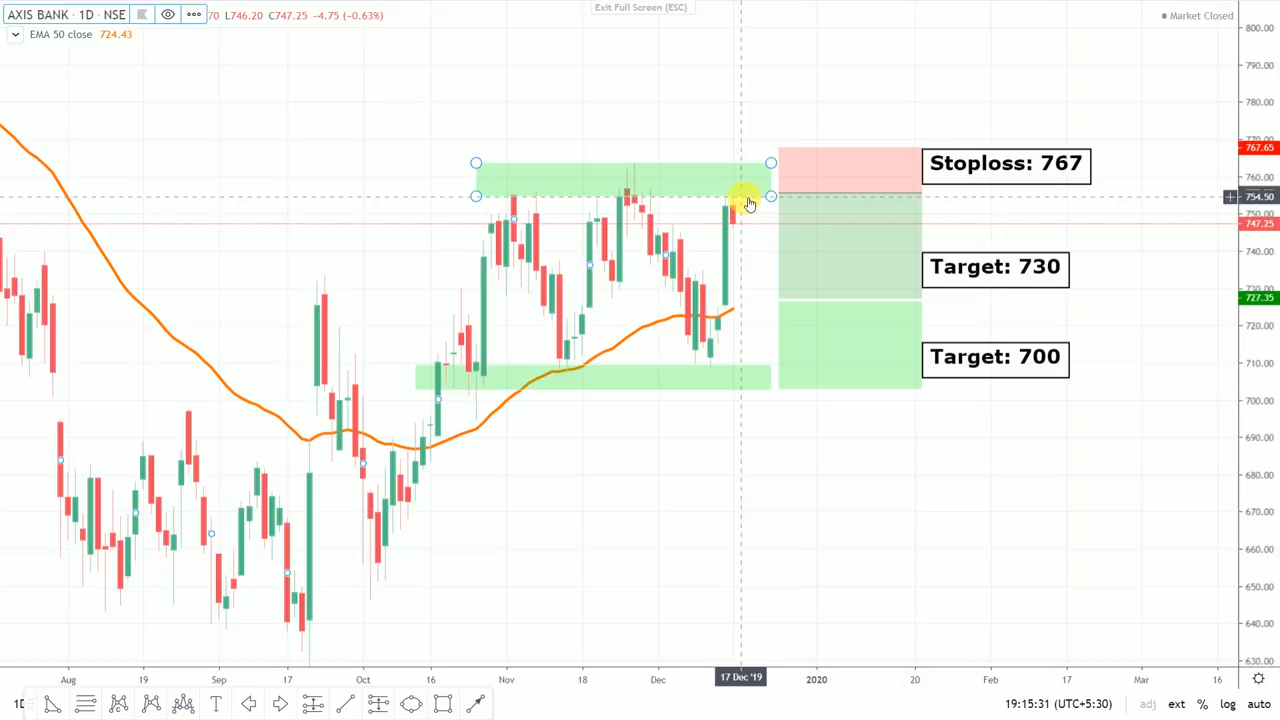 Exit Full Screen (ESC)
AXIS BANK · 1D · NSE 70 L746.20 C747.25 -4.75 (-0.63%)
Market Closed
EMA 50 close 724.43
800.00
790.00
780.00
770.00
767.65
760.00
754.50
750.00
747.25
740.00
730.00
727.35
720.00
710.00
700.00
690.00
680.00
670.00
660.00
650.00
640.00
630.00
Stoploss: 767
Target: 730
Target: 700
Aug 19 Sep 17 Oct 16 Nov 18 Dec 17 Dec '19 2020 20 Feb 17 Mar 16
1D 19:15:31 (UTC+5:30) adj ext % log auto